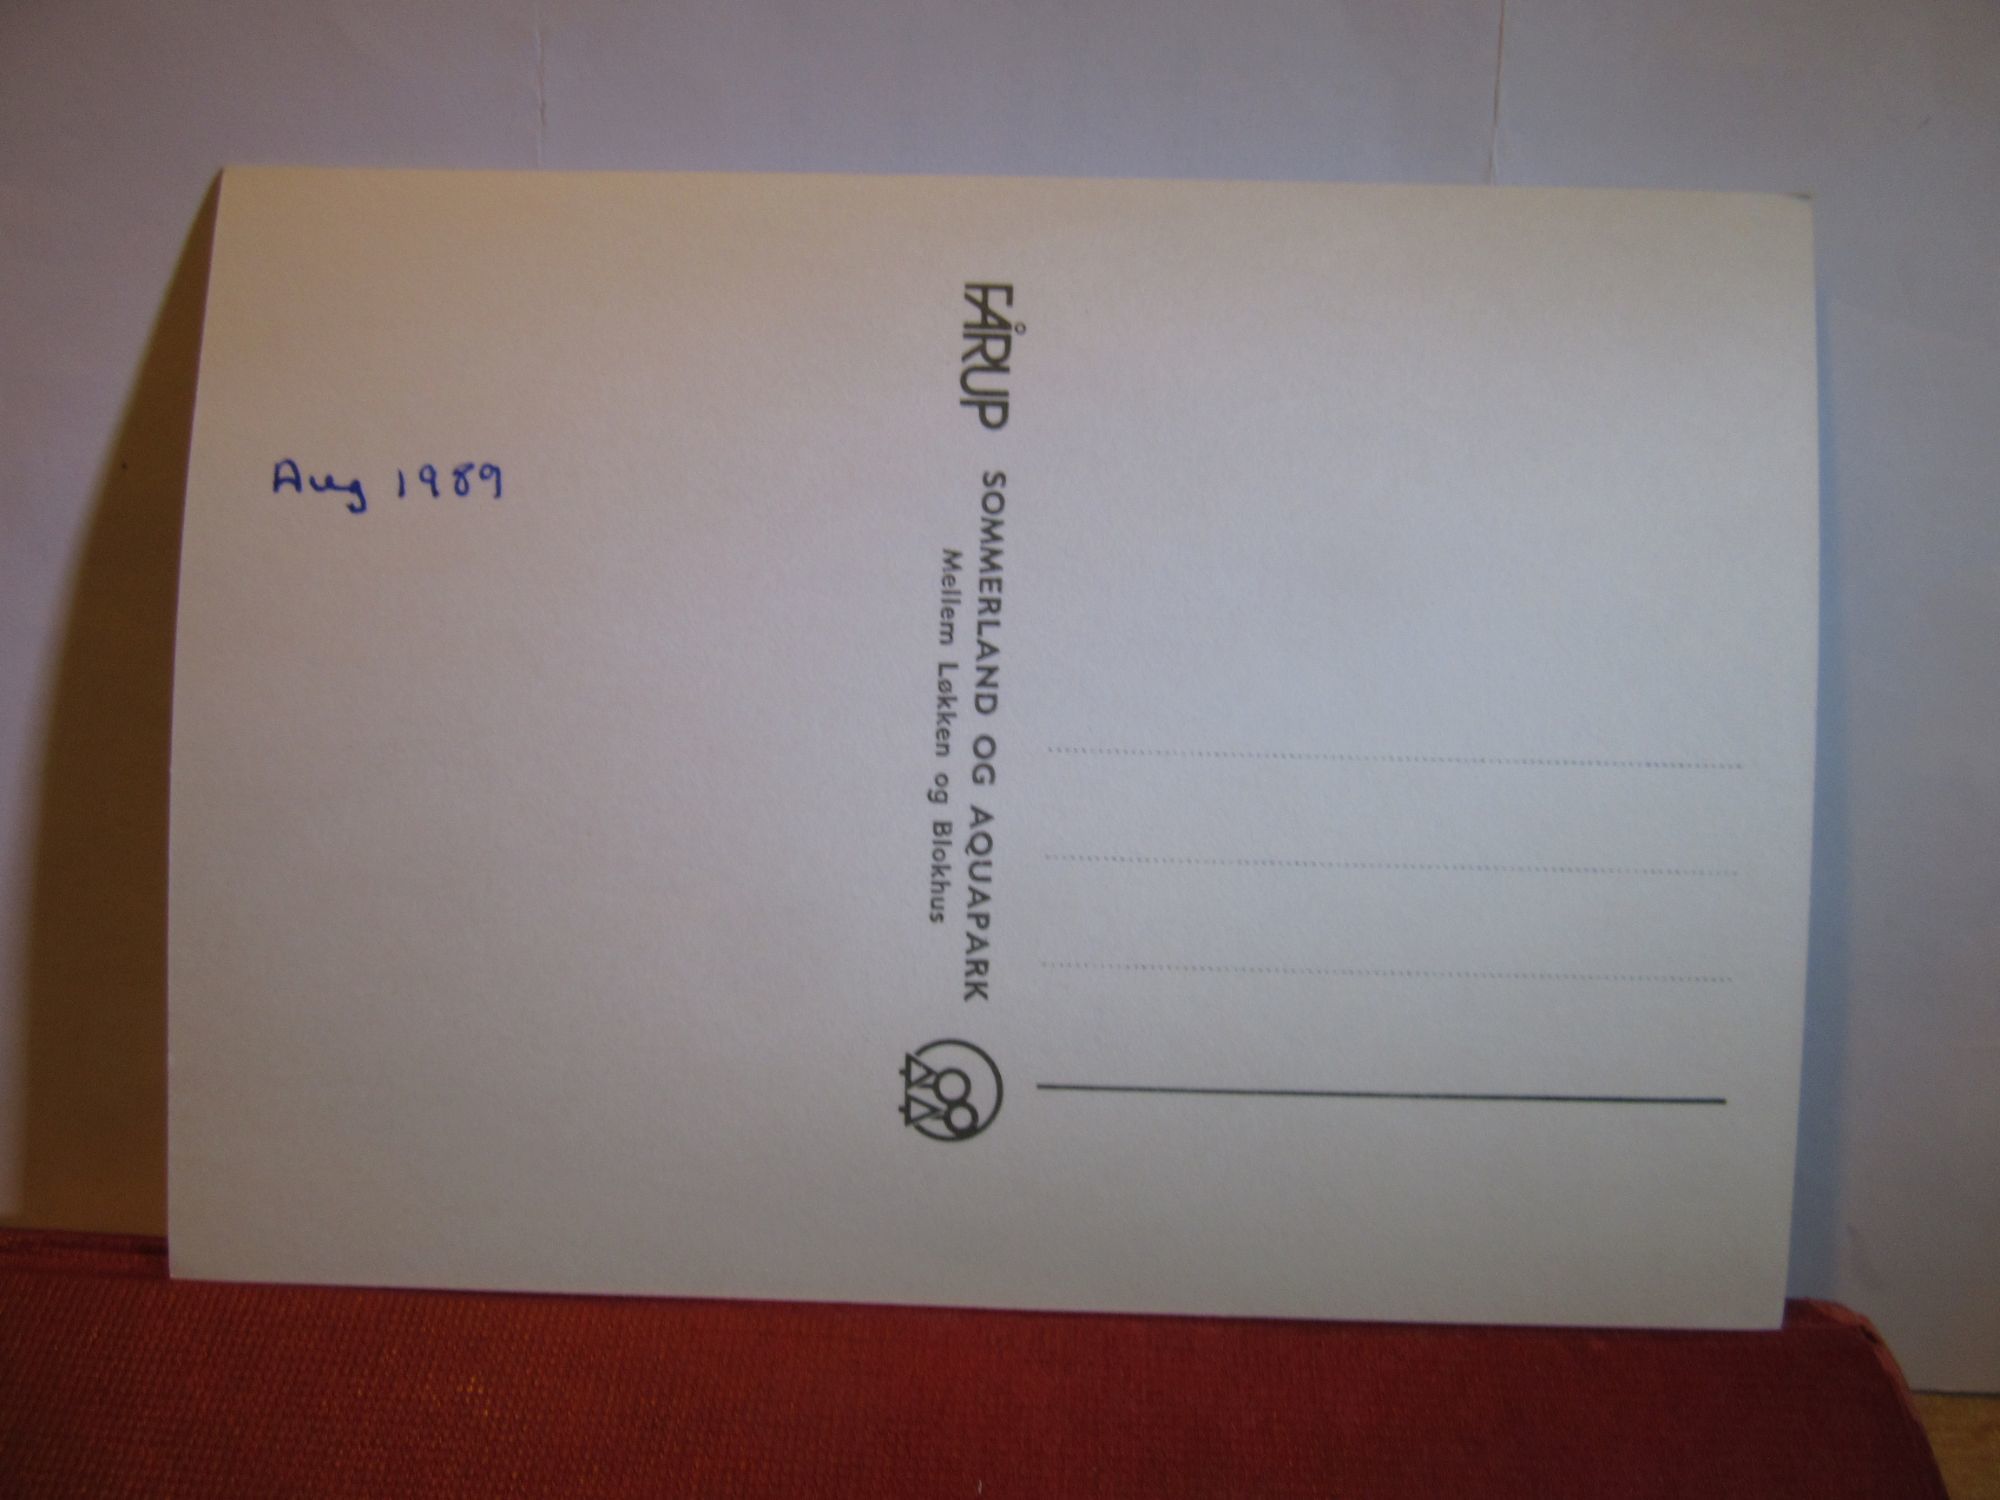 FÅRUP SOMMERLAND OG AQUAPARK
Mellem Løkken og Blokhus
Aug 1989